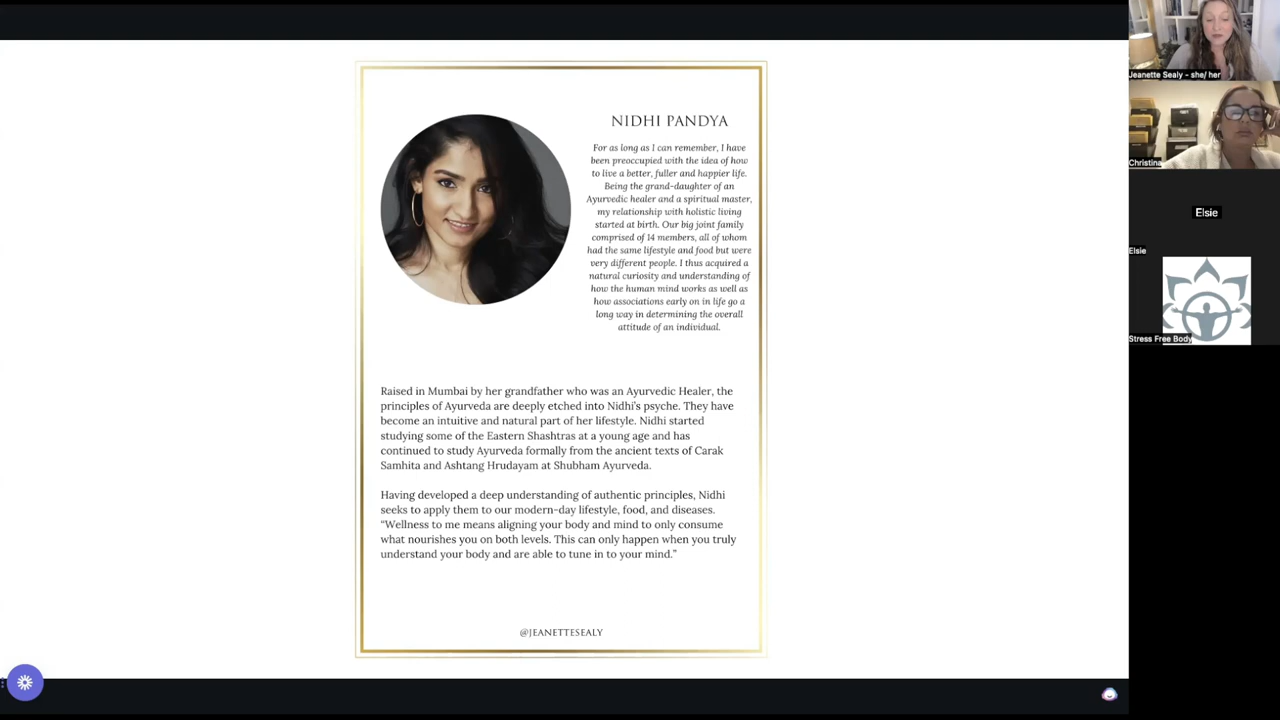 NIDHI PANDYA
For as long as I can remember, I have
been preoccupied with the idea of how
to live a better, fuller and happier life.
Being the grand-daughter of an
Ayurvedic healer and a spiritual master,
my relationship with holistic living
started at birth. Our big joint family
comprised of 14 members, all of whom
had the same lifestyle and food but were
very different people. I thus acquired a
natural curiosity and understanding of
how the human mind works as well as
how associations early on in life go a
long way in determining the overall
attitude of an individual.
Raised in Mumbai by her grandfather who was an Ayurvedic Healer, the
principles of Ayurveda are deeply etched into Nidhi's psyche. They have
become an intuitive and natural part of her lifestyle. Nidhi started
studying some of the Eastern Shashtras at a young age and has
continued to study Ayurveda formally from the ancient texts of Carak
Samhita and Ashtang Hrudayam at Shubham Ayurveda.
Having developed a deep understanding of authentic principles, Nidhi
seeks to apply them to our modern-day lifestyle, food, and diseases.
“Wellness to me means aligning your body and mind to only consume
what nourishes you on both levels. This can only happen when you truly
understand your body and are able to tune in to your mind.”
@JEANETTESEALY
Jeanette Sealy - she/ her
Christina
Elsie
Elsie
Stress Free Body